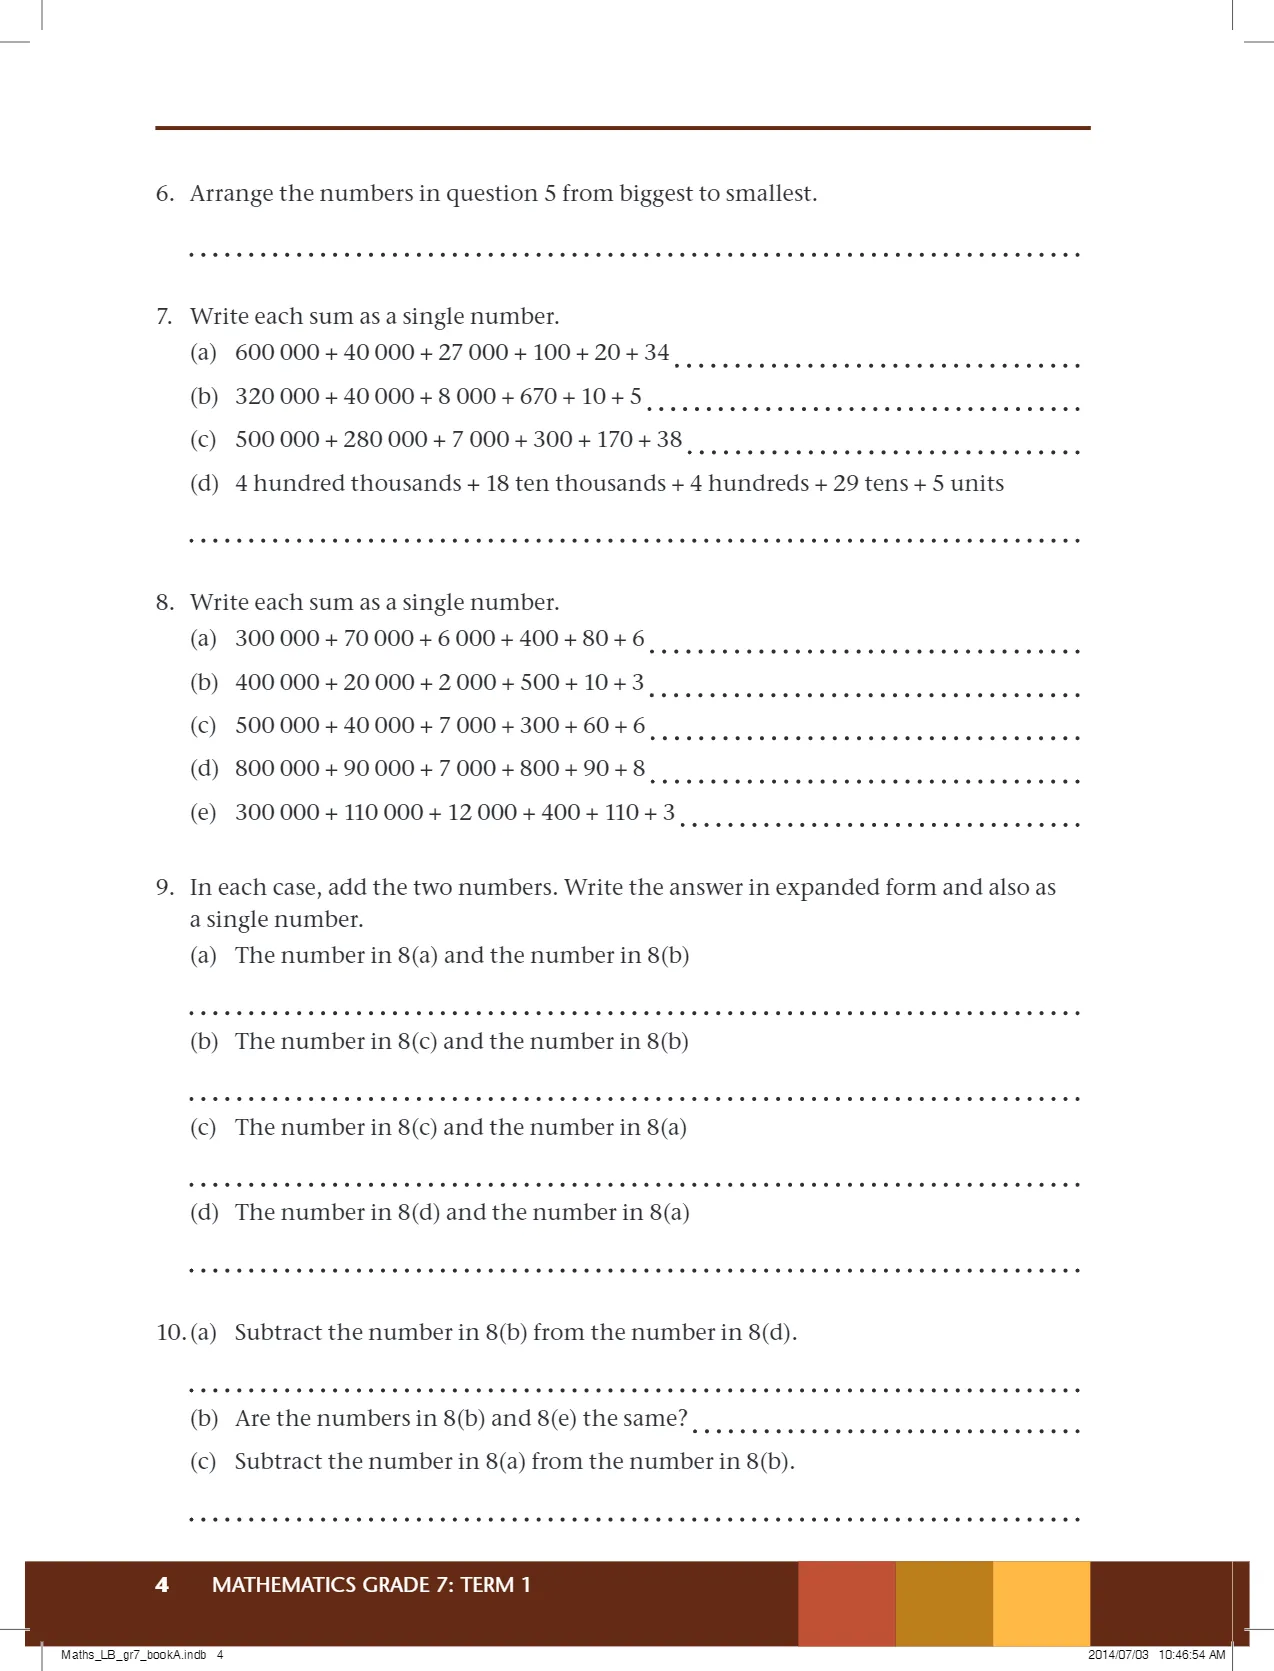 6. Arrange the numbers in question 5 from biggest to smallest.
7. Write each sum as a single number.
(a) 600 000 + 40 000 + 27 000 + 100 + 20 + 34
(b) 320 000 + 40 000 + 8 000 + 670 + 10 + 5
(c) 500 000 + 280 000 + 7 000 + 300 + 170 + 38
(d) 4 hundred thousands + 18 ten thousands + 4 hundreds + 29 tens + 5 units
8. Write each sum as a single number.
(a) 300 000 + 70 000 + 6 000 + 400 + 80 + 6
(b) 400 000 + 20 000 + 2 000 + 500 + 10 + 3
(c) 500 000 + 40 000 + 7 000 + 300 + 60 + 6
(d) 800 000 + 90 000 + 7 000 + 800 + 90 + 8
(e) 300 000 + 110 000 + 12 000 + 400 + 110 + 3
9. In each case, add the two numbers. Write the answer in expanded form and also as
a single number.
(a) The number in 8(a) and the number in 8(b)
(b) The number in 8(c) and the number in 8(b)
(c) The number in 8(c) and the number in 8(a)
(d) The number in 8(d) and the number in 8(a)
10. (a) Subtract the number in 8(b) from the number in 8(d).
(b) Are the numbers in 8(b) and 8(e) the same?
(c) Subtract the number in 8(a) from the number in 8(b).
4 MATHEMATICS GRADE 7: TERM 1
Maths_LB_gr7_bookA.indb 4 2014/07/03 10:46:54 AM